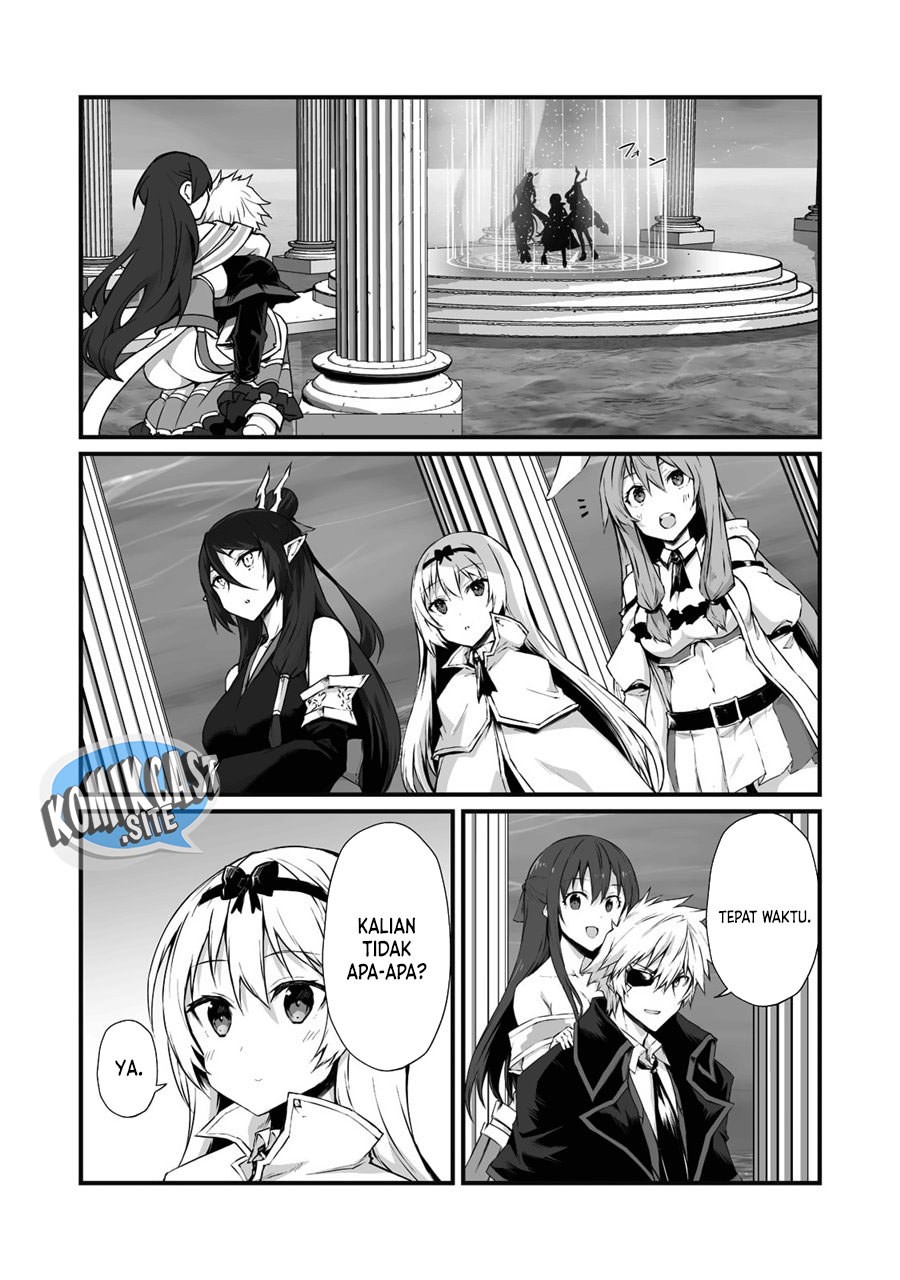 フォン
TEPAT WAKTU.
KALIAN
TIDAK
APA-APA?
YA.
KOMIKCAST
.SITE